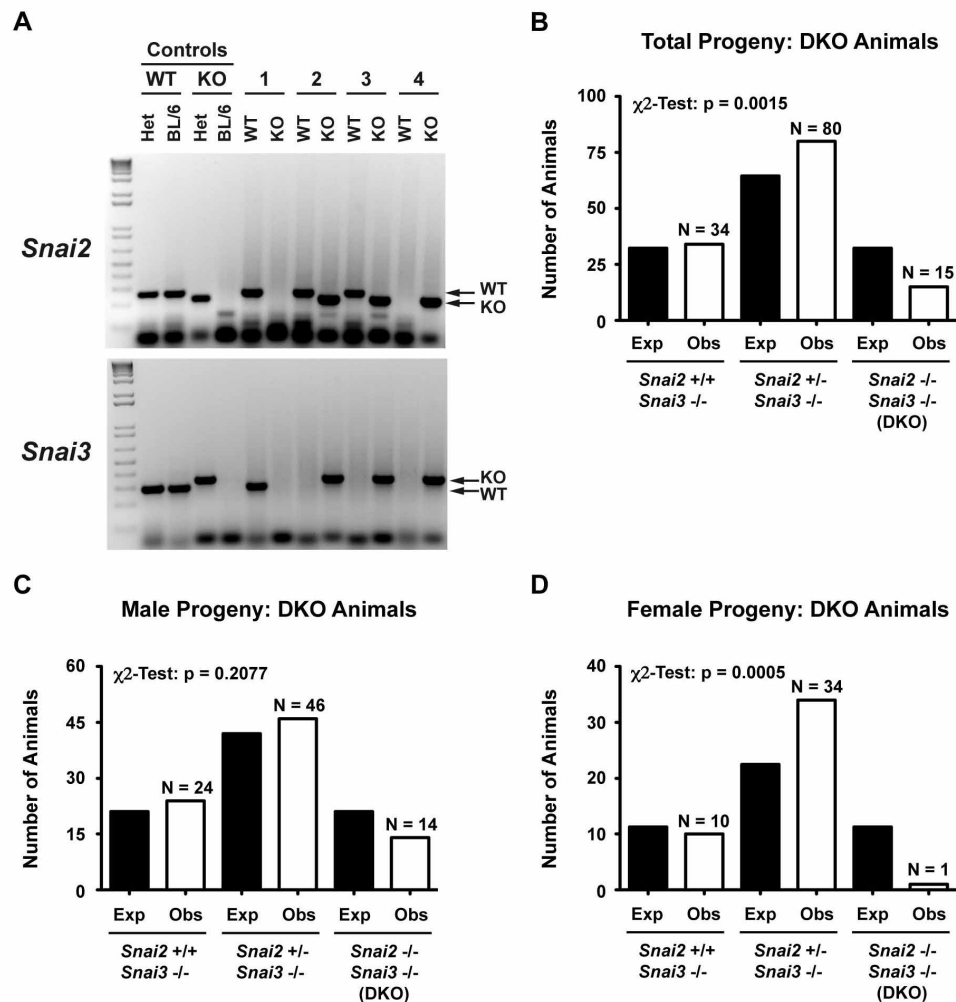 A
Controls
WT KO 1 2 3 4
Het BL/6 Het BL/6 WT KO WT KO WT KO WT KO
Snai2
WT
KO
Snai3
KO
WT
B
Total Progeny: DKO Animals
χ2-Test: p = 0.0015
Number of Animals
100
75
50
25
0
N = 34
N = 80
N = 15
Exp Obs Exp Obs Exp Obs
Snai2 +/+ Snai2 +/- Snai2 -/-
Snai3 -/- Snai3 -/- Snai3 -/-
(DKO)
C
Male Progeny: DKO Animals
χ2-Test: p = 0.2077
Number of Animals
60
45
30
15
0
N = 24
N = 46
N = 14
Exp Obs Exp Obs Exp Obs
Snai2 +/+ Snai2 +/- Snai2 -/-
Snai3 -/- Snai3 -/- Snai3 -/-
(DKO)
D
Female Progeny: DKO Animals
χ2-Test: p = 0.0005
Number of Animals
40
30
20
10
0
N = 10
N = 34
N = 1
Exp Obs Exp Obs Exp Obs
Snai2 +/+ Snai2 +/- Snai2 -/-
Snai3 -/- Snai3 -/- Snai3 -/-
(DKO)